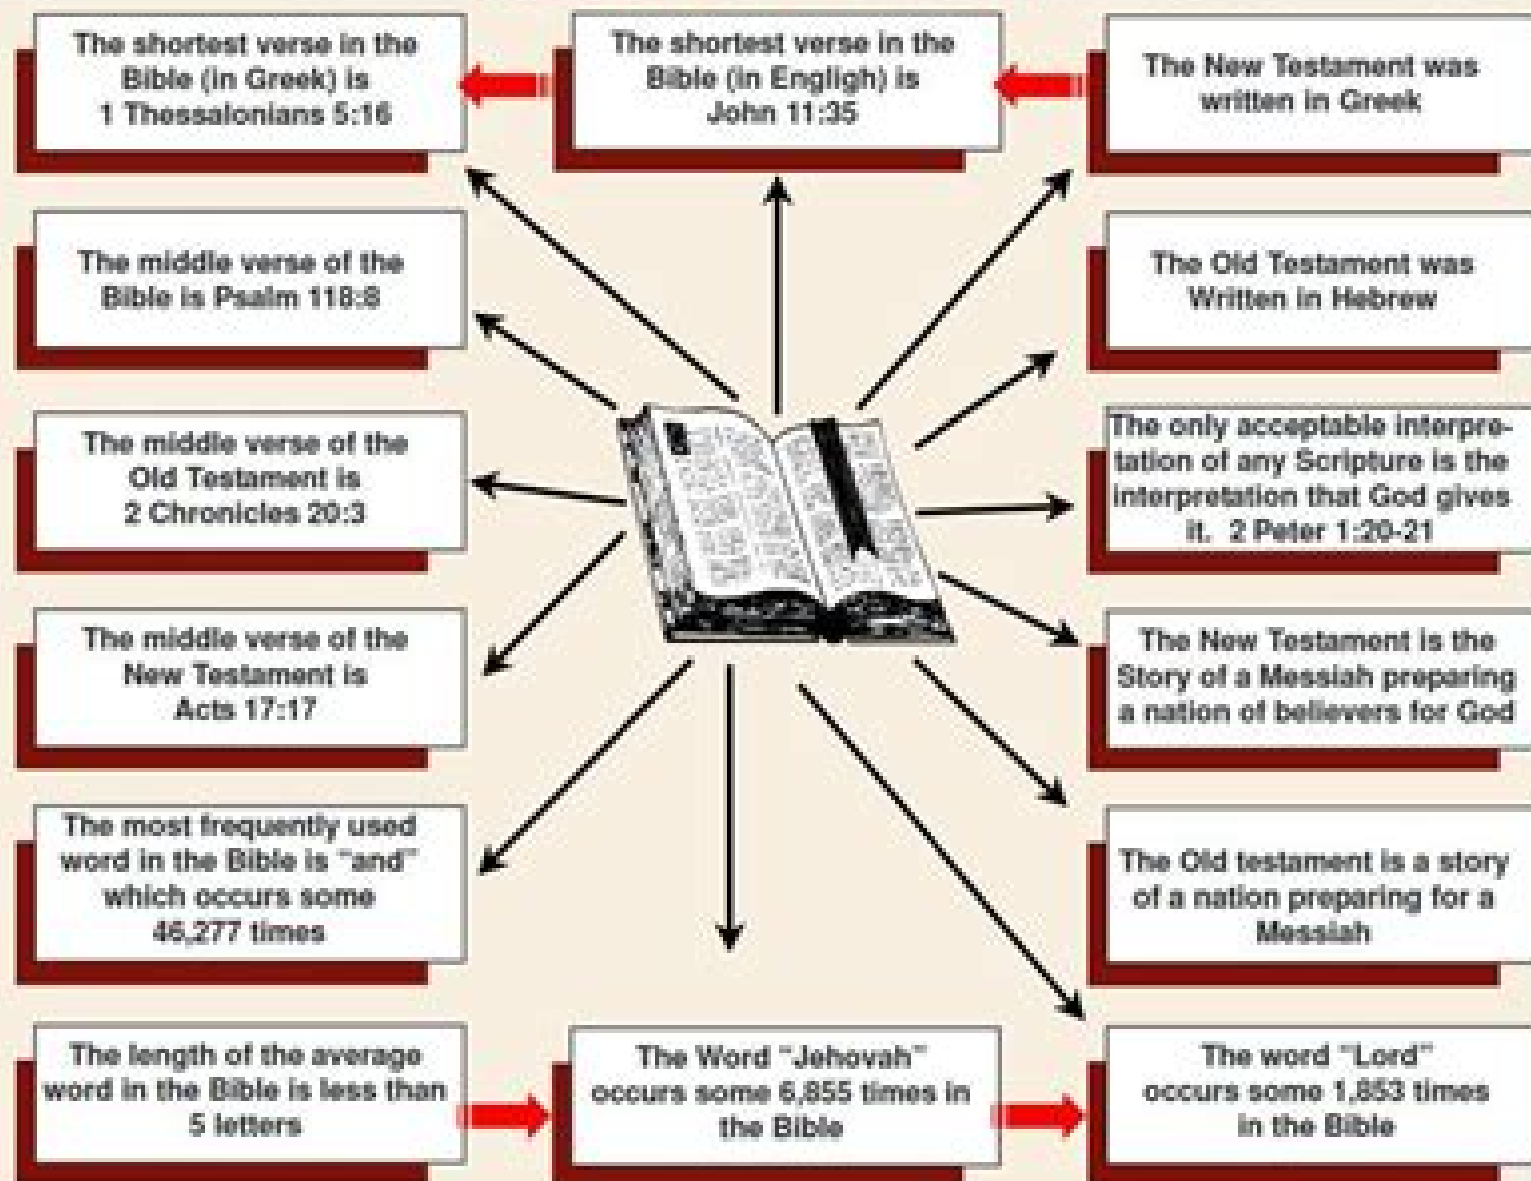 The shortest verse in the
Bible (in Greek) is
1 Thessalonians 5:16
The shortest verse in the
Bible (in Engligh) is
John 11:35
The New Testament was
written in Greek
The middle verse of the
Bible is Psalm 118:8
The Old Testament was
Written in Hebrew
The middle verse of the
Old Testament is
2 Chronicles 20:3
The only acceptable interpre-
tation of any Scripture is the
interpretation that God gives
it. 2 Peter 1:20-21
The middle verse of the
New Testament is
Acts 17:17
The New Testament is the
Story of a Messiah preparing
a nation of believers for God
The most frequently used
word in the Bible is "and"
which occurs some
46,277 times
The Old testament is a story
of a nation preparing for a
Messiah
The length of the average
word in the Bible is less than
5 letters
The Word "Jehovah"
occurs some 6,855 times in
the Bible
The word "Lord"
occurs some 1,853 times
in the Bible